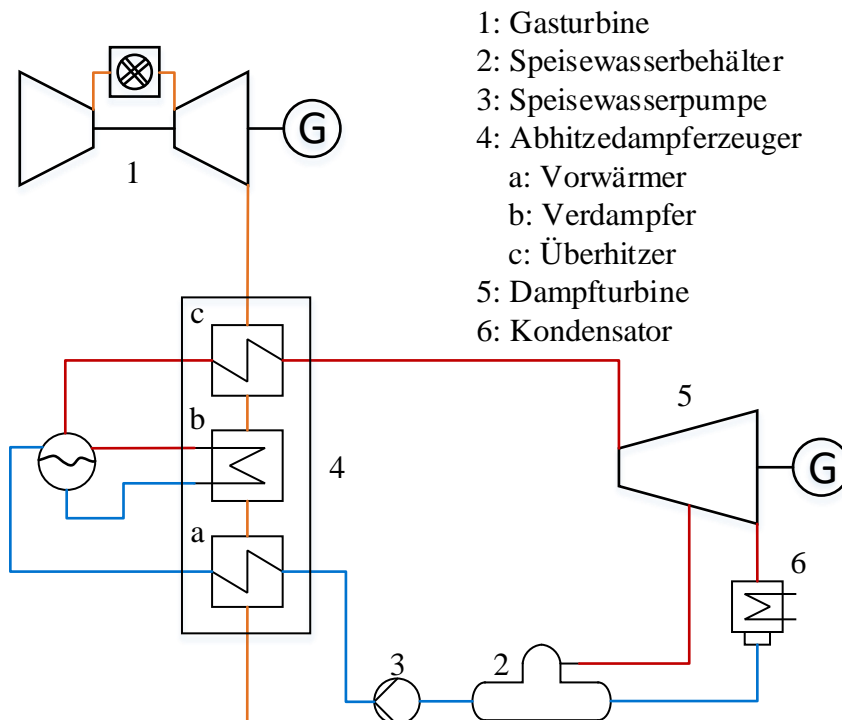 1: Gasturbine
2: Speisewasserbehälter
3: Speisewasserpumpe
4: Abhitzedampferzeuger
a: Vorwärmer
b: Verdampfer
c: Überhitzer
5: Dampfturbine
6: Kondensator
G
1
c
b
4
a
5
G
6
3
2